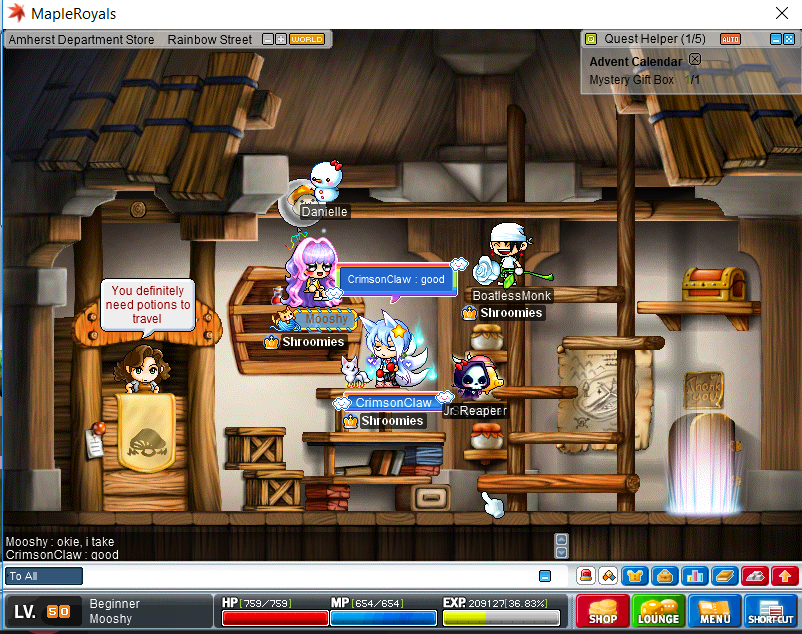 MapleRoyals
Amherst Department Store Rainbow Street WORLD
Quest Helper (1/5) AUTO
Advent Calendar
Mystery Gift Box 1/1
Danielle
CrimsonClaw : good
You definitely
need potions to
travel
BoatlessMonk
Shroomies
Mooshy
Shroomies
CrimsonClaw
Shroomies
Jr. Reaper
Thank
you
Mooshy : okie, i take
CrimsonClaw : good
To All
LV. 50
Beginner
Mooshy
HP [759/759] MP [654/654] EXP. 209127[36.83%]
SHOP LOUNGE MENU SHORTCUT